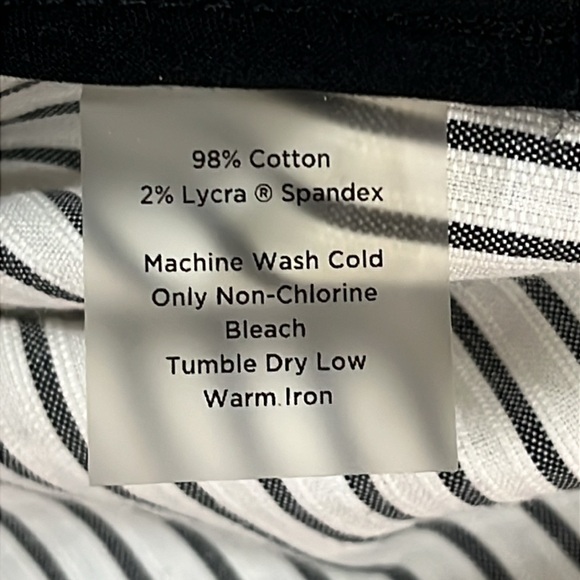 98% Cotton
2% Lycra ® Spandex
Machine Wash Cold
Only Non-Chlorine
Bleach
Tumble Dry Low
Warm Iron